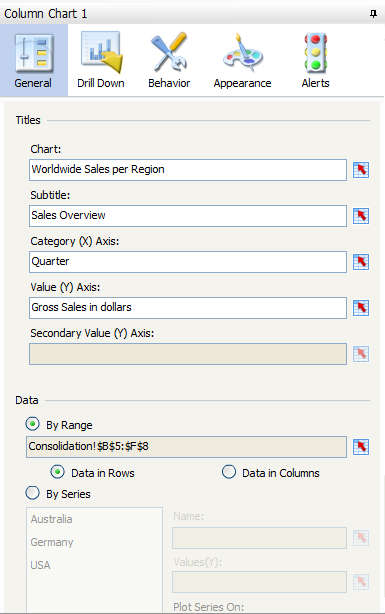 Column Chart 1
General Drill Down Behavior Appearance Alerts
Titles
Chart:
Worldwide Sales per Region
Subtitle:
Sales Overview
Category (X) Axis:
Quarter
Value (Y) Axis:
Gross Sales in dollars
Secondary Value (Y) Axis:
Data
By Range
Consolidation!$B$5:$F$8
Data in Rows Data in Columns
By Series
Australia
Germany
USA
Name:
Values(Y):
Plot Series On: